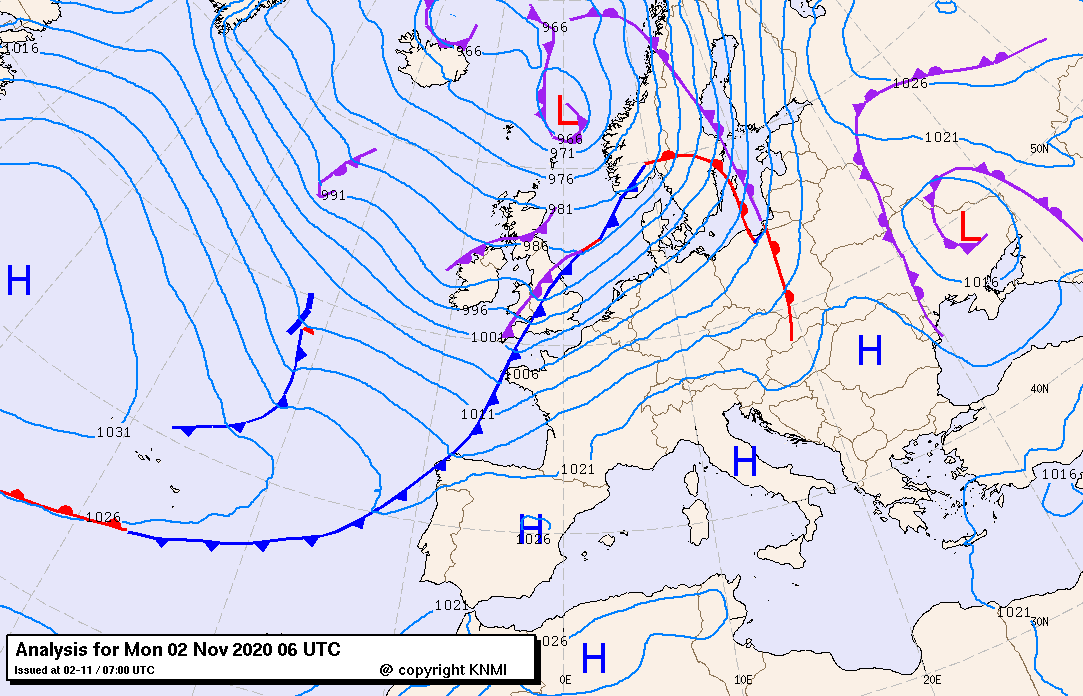 966
1016
966
L
1026
966
1021
971
50N
976
991
981
L
986
H
1016
996
1001
H
1006
40N
1011
1031
H
1021
1016
1026
H
1026
1021
1021
30N
Analysis for Mon 02 Nov 2020 06 UTC
026
H
Issued at 02-11 / 07:00 UTC
@ copyright KNMI
0E
10E
20E